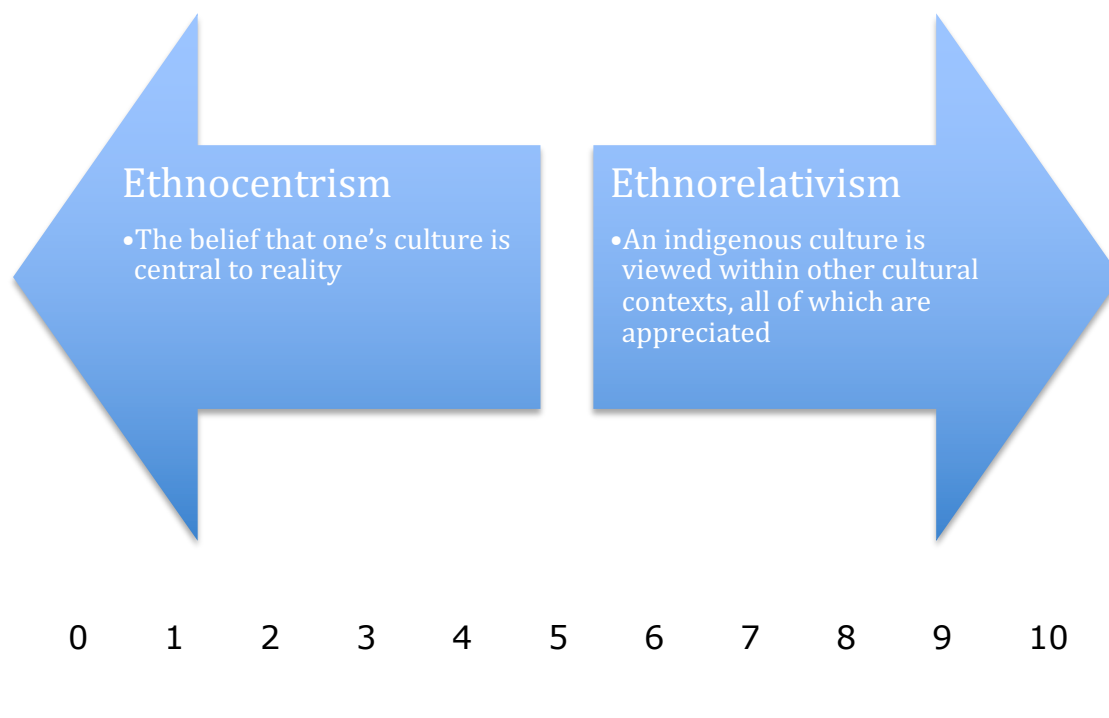 Ethnocentrism
•The belief that one’s culture is
central to reality
Ethnorelativism
•An indigenous culture is
viewed within other cultural
contexts, all of which are
appreciated
0 1 2 3 4 5 6 7 8 9 10